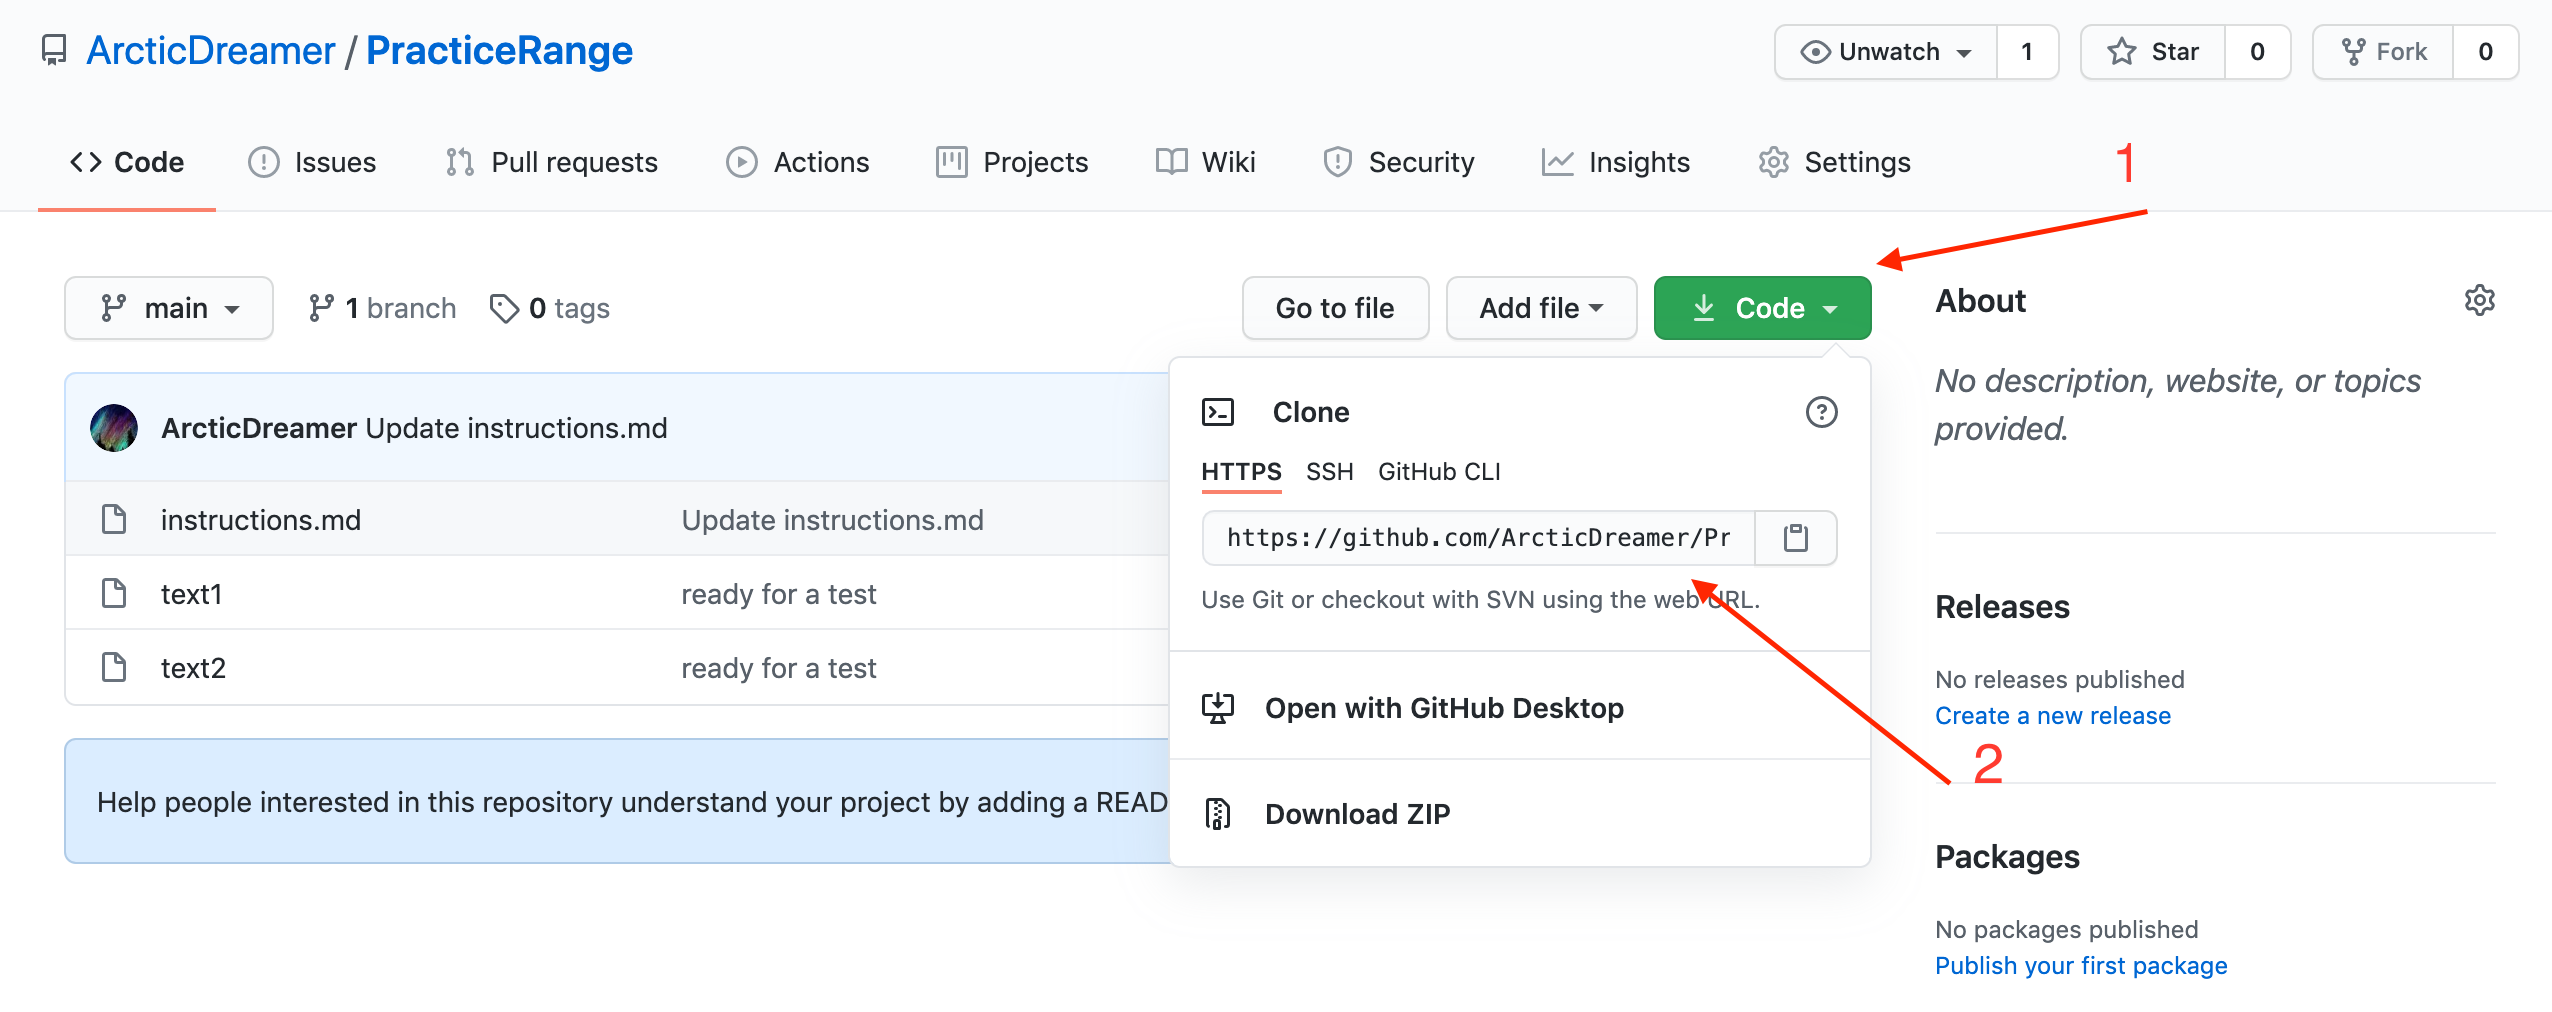 ArcticDreamer / PracticeRange
Unwatch 1 Star 0 Fork 0
Code Issues Pull requests Actions Projects Wiki Security Insights Settings
1
main 1 branch 0 tags Go to file Add file Code
ArcticDreamer Update instructions.md
instructions.md Update instructions.md
text1 ready for a test
text2 ready for a test
Help people interested in this repository understand your project by adding a READ
Clone
HTTPS SSH GitHub CLI
https://github.com/ArcticDreamer/Pr
Use Git or checkout with SVN using the web URL.
Open with GitHub Desktop
Download ZIP
2
About
No description, website, or topics
provided.
Releases
No releases published
Create a new release
Packages
No packages published
Publish your first package